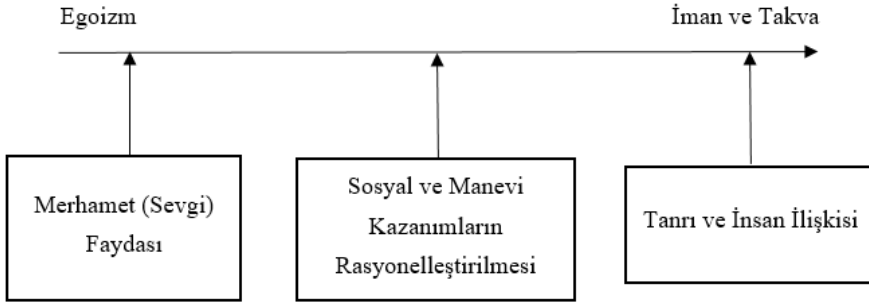 Egoizm
İman ve Takva
Merhamet (Sevgi)
Faydası
Sosyal ve Manevi
Kazanımların
Rasyonelleştirilmesi
Tanrı ve İnsan İlişkisi